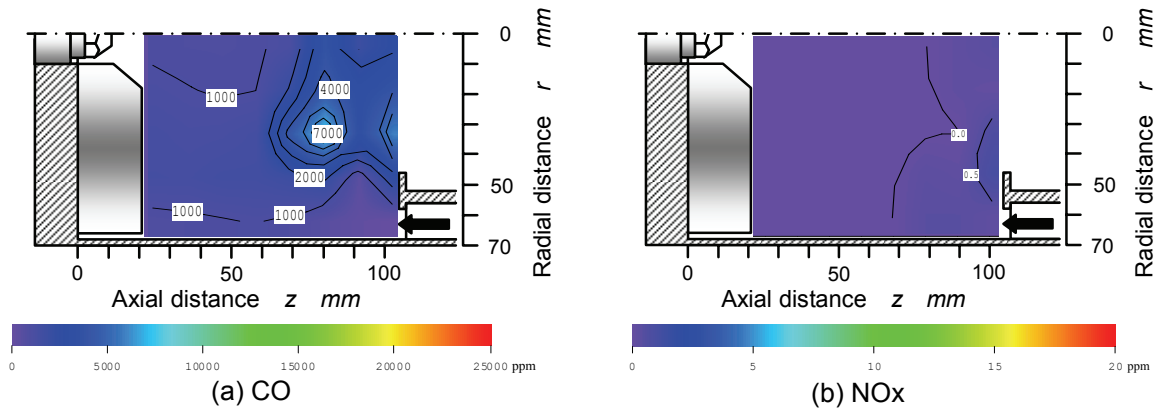 0
50
70
Radial distance r mm
1000
4000
7000
2000
1000
1000
0 50 100
Axial distance z mm
0 5000 10000 15000 20000 25000 ppm
(a) CO
0
50
70
Radial distance r mm
0.0
0.5
0 50 100
Axial distance z mm
0 5 10 15 20 ppm
(b) NOx